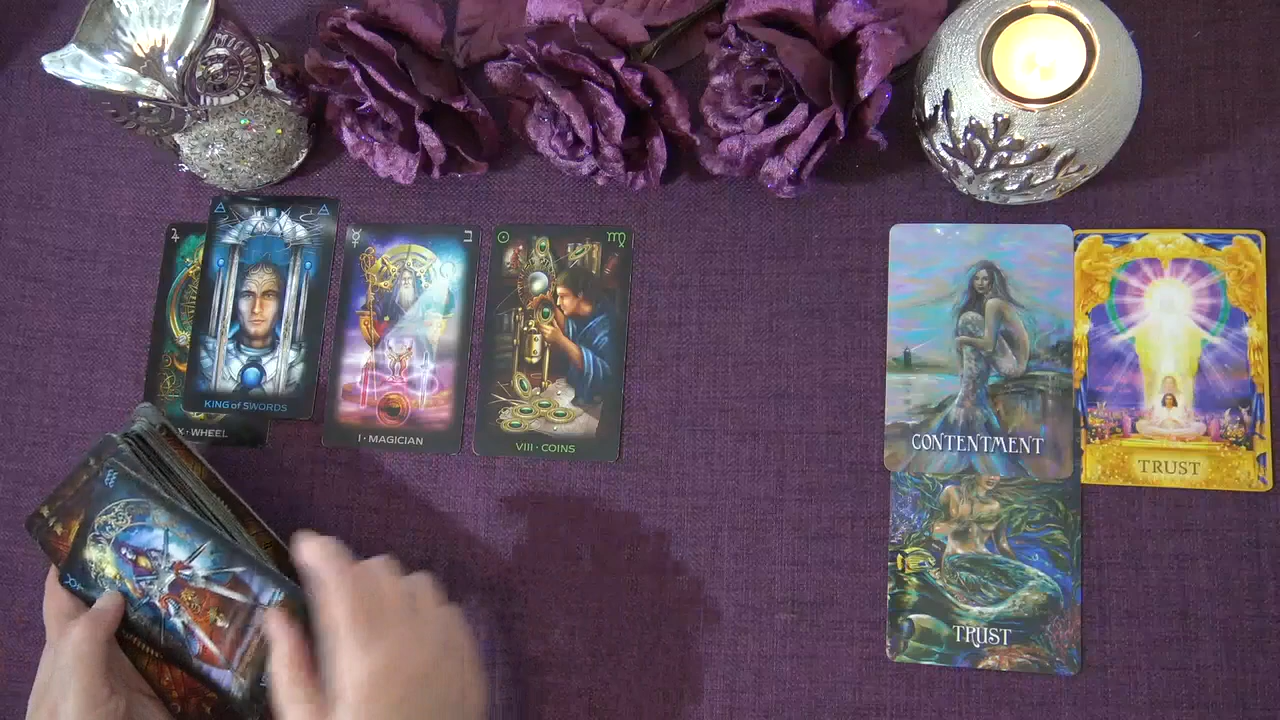 KING of SWORDS
X • WHEEL
I • MAGICIAN
VIII • COINS
CONTENTMENT
TRUST
TRUST